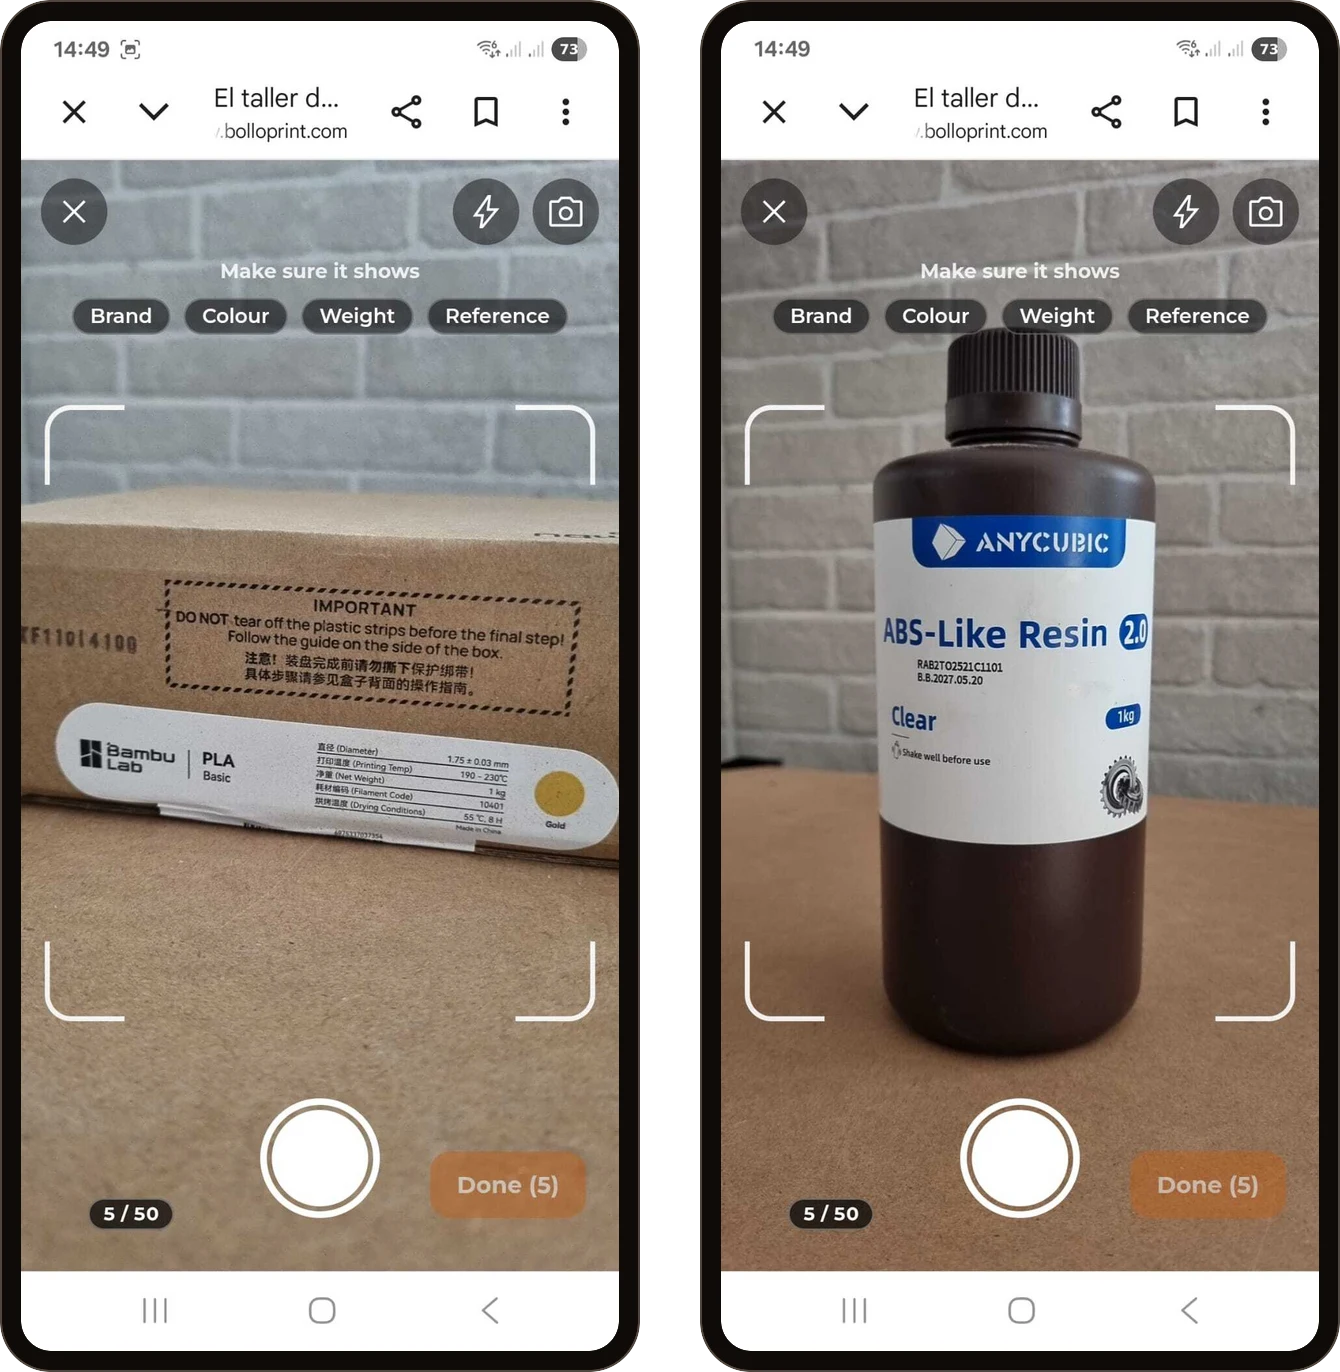 14:49
73
El taller d...
.bolloprint.com
Make sure it shows
Brand Colour Weight Reference
IMPORTANT
DO NOT tear off the plastic strips before the final step!
Follow the guide on the side of the box.
注意！装盘完成前请勿撕下保护绑带！
具体步骤请参见盒子背面的操作指南。
Bambu
Lab
PLA
Basic
直径 (Diameter) 1.75 ± 0.03 mm
打印温度 (Printing Temp) 190 - 230℃
净重 (Net Weight) 1 kg
耗材编码 (Filament Code) 10401
烘烤温度 (Drying Conditions) 55 ℃, 8 H
Made in China
Gold
Done (5)
5 / 50
14:49
73
El taller d...
.bolloprint.com
Make sure it shows
Brand Colour Weight Reference
ANYCUBIC
ABS-Like Resin 2.0
RAB2TO2521C1101
B.B.2027.05.20
Clear
1kg
Shake well before use
Done (5)
5 / 50